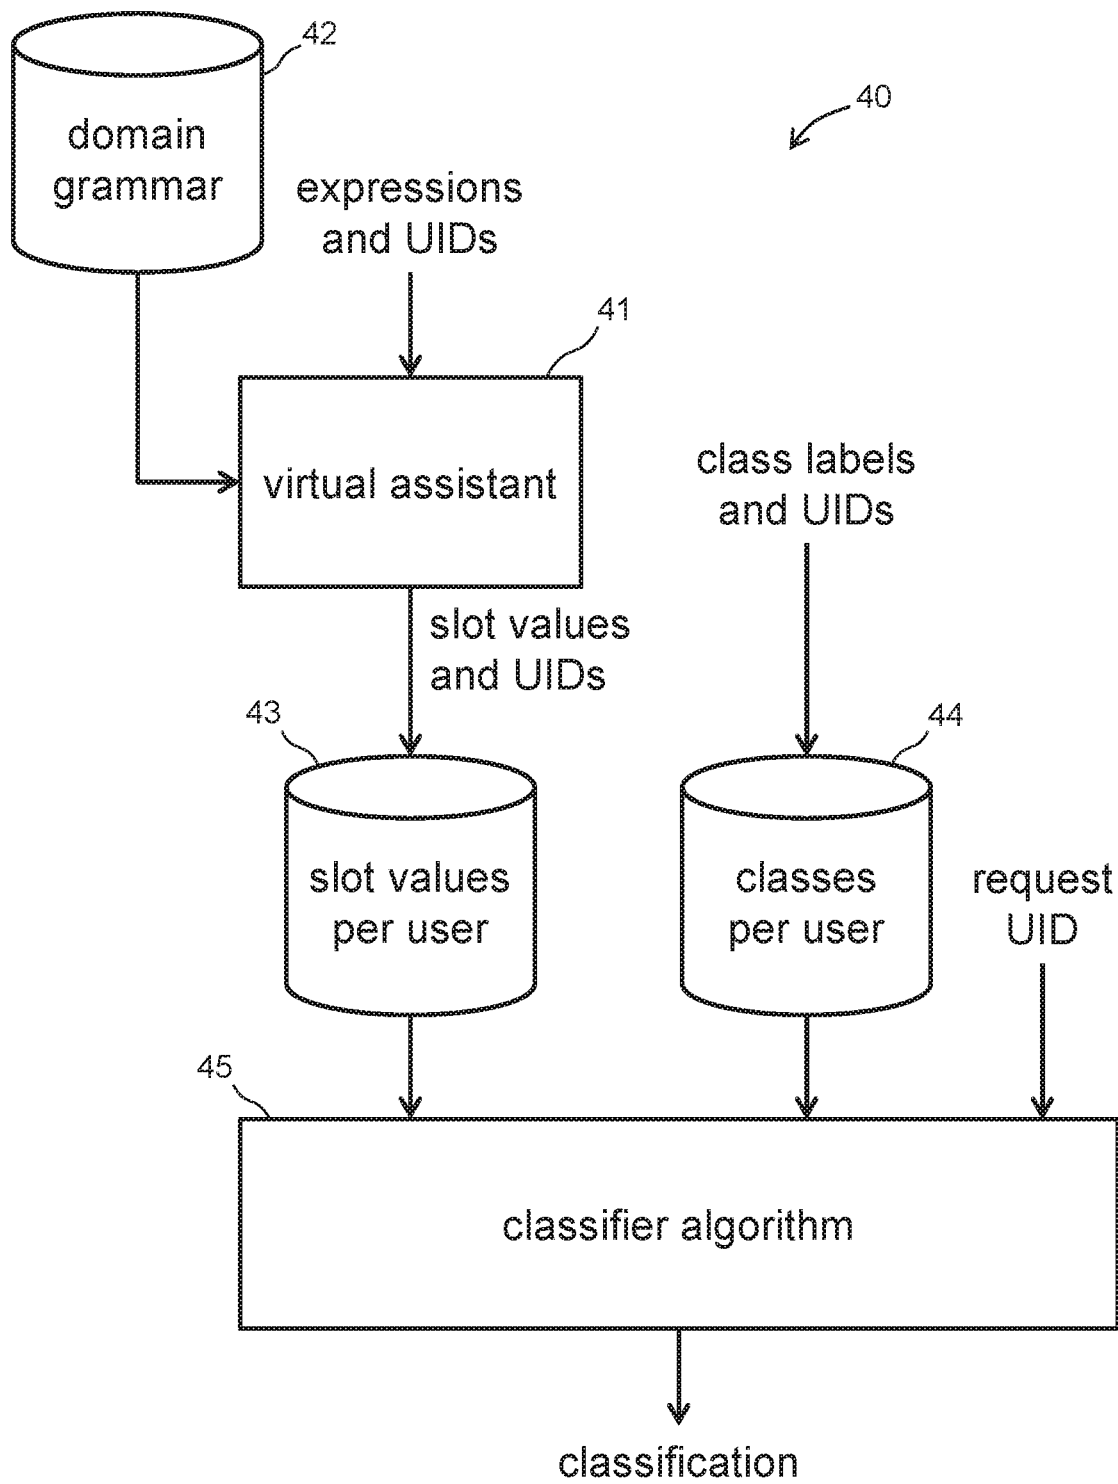 42
domain
grammar
40
expressions
and UIDs
41
virtual assistant
class labels
and UIDs
slot values
and UIDs
43
44
slot values
per user
classes
per user
request
UID
45
classifier algorithm
classification